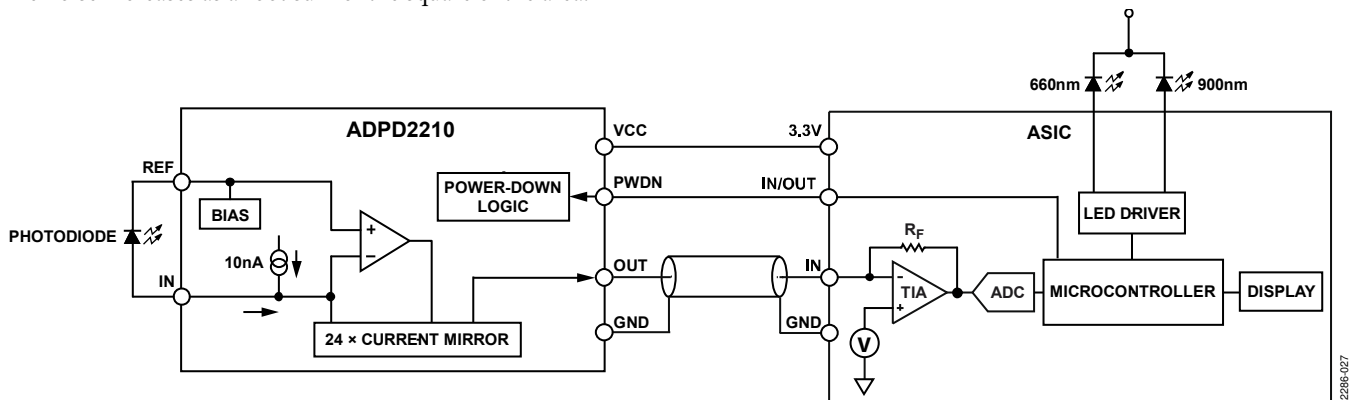 660nm
900nm
ADPD2210
ASIC
VCC
3.3V
REF
POWER-DOWN
LOGIC
PWDN
IN/OUT
BIAS
LED DRIVER
PHOTODIODE
+
−
10nA
RF
OUT
IN
−
TIA
+
ADC
MICROCONTROLLER
DISPLAY
IN
GND
GND
24 × CURRENT MIRROR
V
2286-027